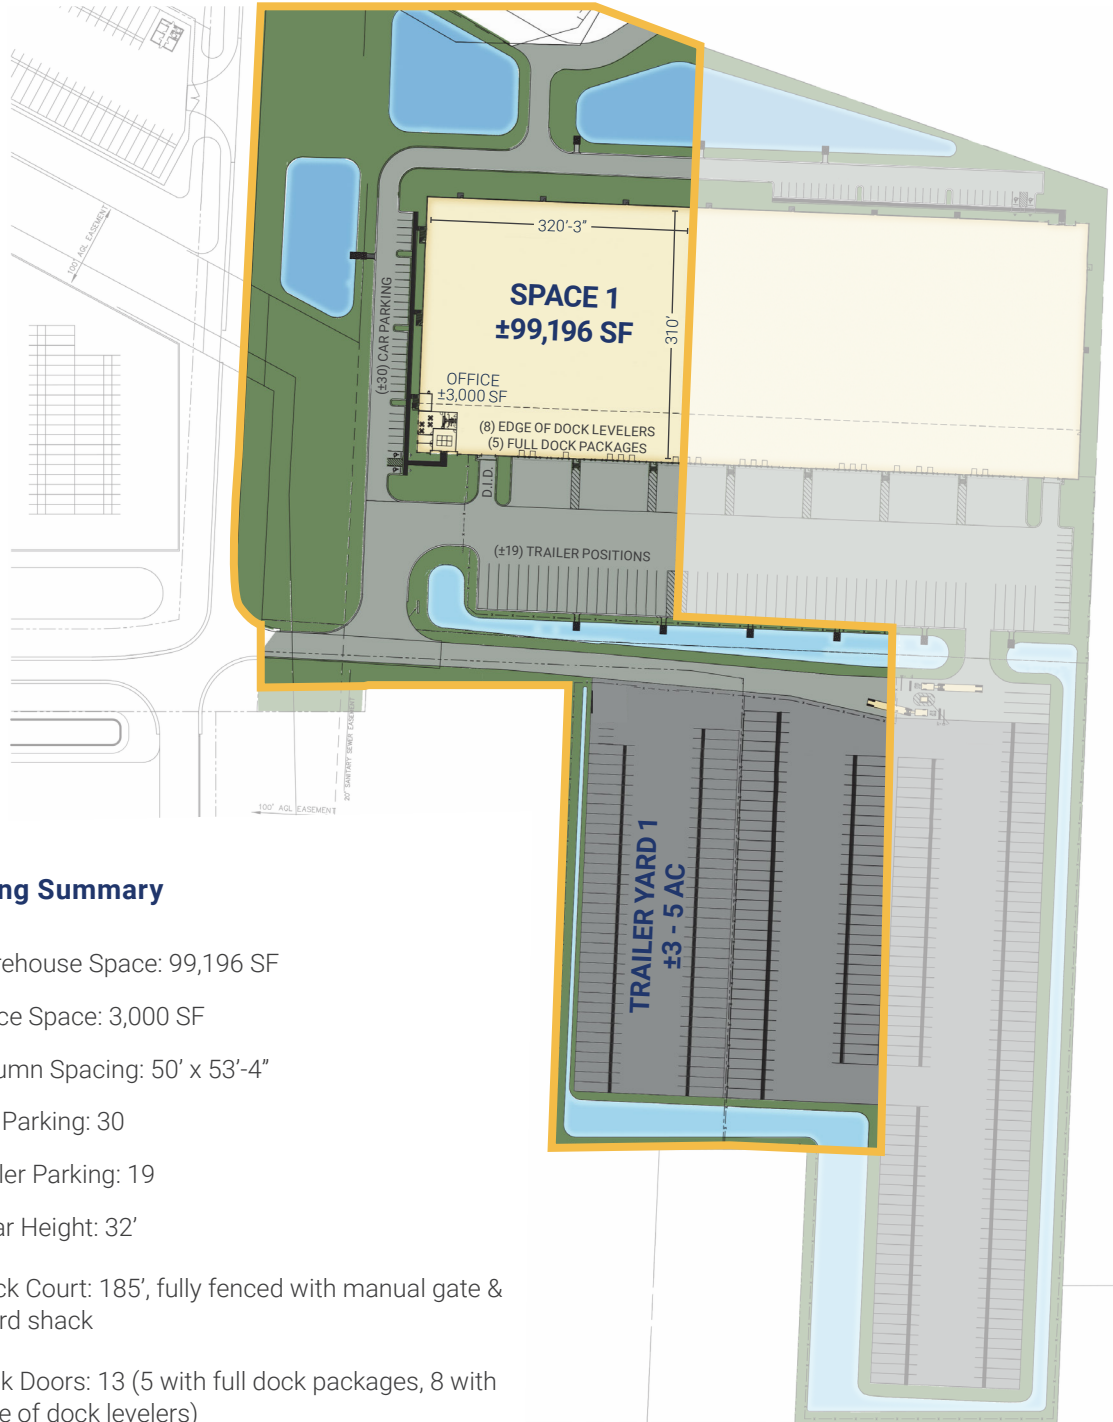 100' AGL EASEMENT
320'-3"
SPACE 1
±99,196 SF
310'
(±30) CAR PARKING
OFFICE
±3,000 SF
(8) EDGE OF DOCK LEVELERS
(5) FULL DOCK PACKAGES
D.I.D.
(±19) TRAILER POSITIONS
20' SANITARY SEWER EASEMENT
100' AGL EASEMENT
TRAILER YARD 1
±3 - 5 AC
ng Summary
rehouse Space: 99,196 SF
ce Space: 3,000 SF
umn Spacing: 50' x 53'-4"
Parking: 30
ler Parking: 19
ar Height: 32'
ck Court: 185', fully fenced with manual gate &
rd shack
k Doors: 13 (5 with full dock packages, 8 with
e of dock levelers)